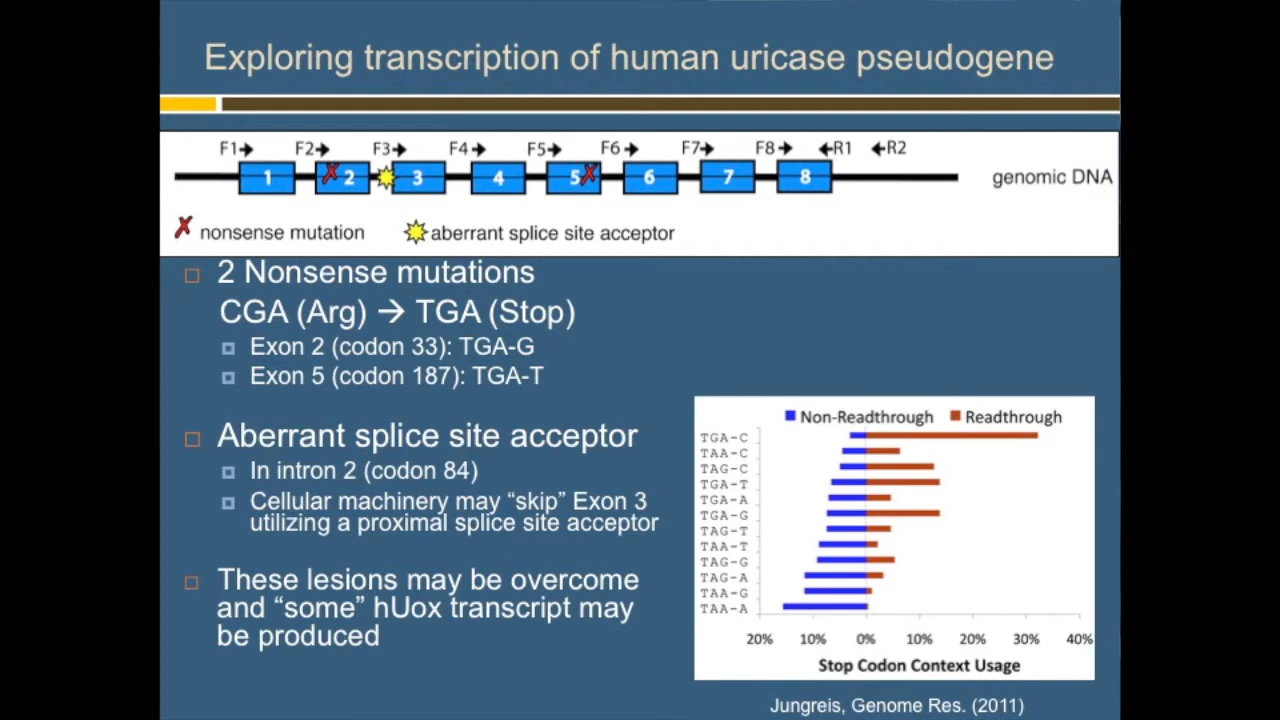 Exploring transcription of human uricase pseudogene
F1 F2 F3 F4 F5 F6 F7 F8 R1 R2
1 2 3 4 5 6 7 8 genomic DNA
nonsense mutation aberrant splice site acceptor
2 Nonsense mutations
CGA (Arg) → TGA (Stop)
Exon 2 (codon 33): TGA-G
Exon 5 (codon 187): TGA-T
Aberrant splice site acceptor
In intron 2 (codon 84)
Cellular machinery may “skip” Exon 3
utilizing a proximal splice site acceptor
These lesions may be overcome
and “some” hUox transcript may
be produced
Non-Readthrough Readthrough
TGA-C
TAA-C
TAG-C
TGA-T
TGA-A
TGA-G
TAG-T
TAA-T
TAG-G
TAG-A
TAA-G
TAA-A
20% 10% 0% 10% 20% 30% 40%
Stop Codon Context Usage
Jungreis, Genome Res. (2011)